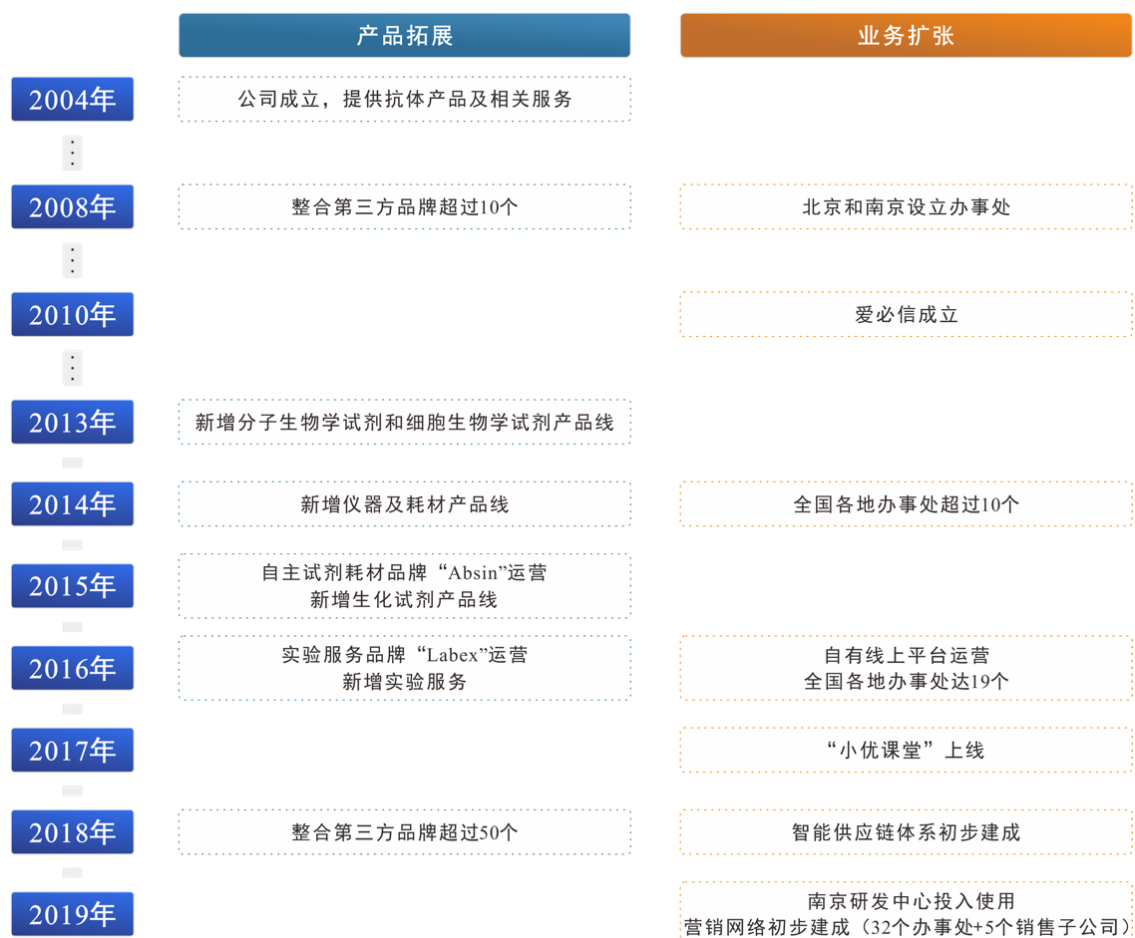 产品拓展
业务扩张
2004年
公司成立，提供抗体产品及相关服务
2008年
整合第三方品牌超过10个
北京和南京设立办事处
2010年
爱必信成立
2013年
新增分子生物学试剂和细胞生物学试剂产品线
2014年
新增仪器及耗材产品线
全国各地办事处超过10个
2015年
自主试剂耗材品牌“Absin”运营
新增生化试剂产品线
2016年
实验服务品牌“Labex”运营
新增实验服务
自有线上平台运营
全国各地办事处达19个
2017年
“小优课堂”上线
2018年
整合第三方品牌超过50个
智能供应链体系初步建成
2019年
南京研发中心投入使用
营销网络初步建成（32个办事处+5个销售子公司）